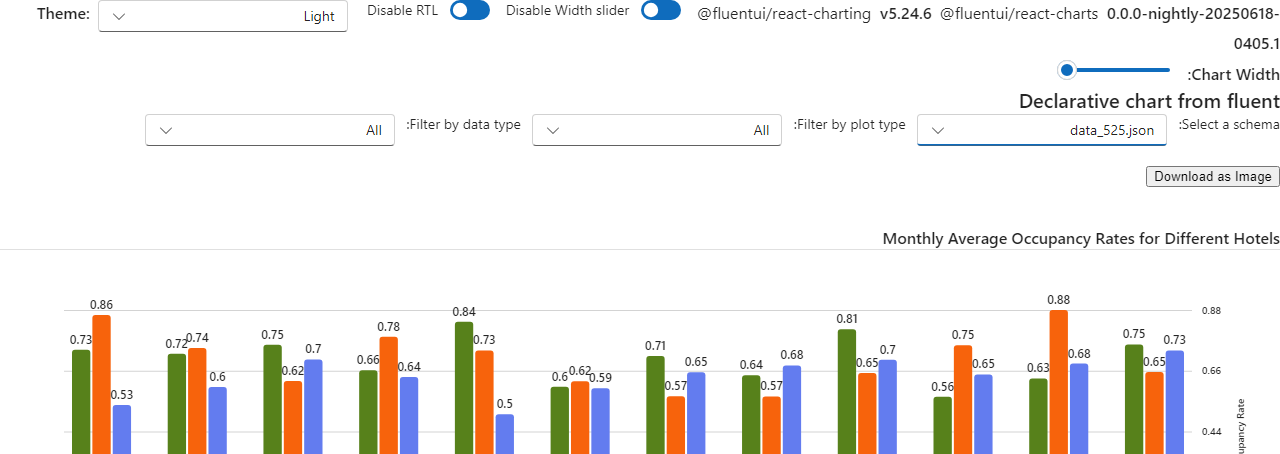 Theme: Light Disable RTL Disable Width slider @fluentui/react-charting v5.24.6 @fluentui/react-charts 0.0.0-nightly-20250618-
0405.1
:Chart Width
Declarative chart from fluent
:Select a schema data_525.json :Filter by plot type All :Filter by data type All
Download as Image
Monthly Average Occupancy Rates for Different Hotels
0.73 0.86 0.53 0.72 0.74 0.6 0.75 0.62 0.7 0.66 0.78 0.64 0.84 0.73 0.5 0.6 0.62 0.59 0.71 0.57 0.65 0.64 0.57 0.68 0.81 0.65 0.7 0.56 0.75 0.65 0.63 0.88 0.68 0.75 0.65 0.73
0.88
0.66
0.44
upancy Rate